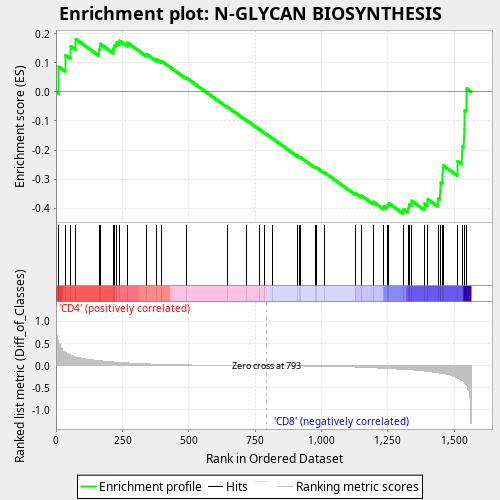 Enrichment plot: N-GLYCAN BIOSYNTHESIS
Enrichment score (ES)
0.2
0.1
0.0
-0.1
-0.2
-0.3
-0.4
'CD4' (positively correlated)
Ranked list metric (Diff_of_Classes)
1.0
0.5
0.0
-0.5
-1.0
Zero cross at 793
'CD8' (negatively correlated)
0
250
500
750
1,000
1,250
1,500
Rank in Ordered Dataset
Enrichment profile
Hits
Ranking metric scores